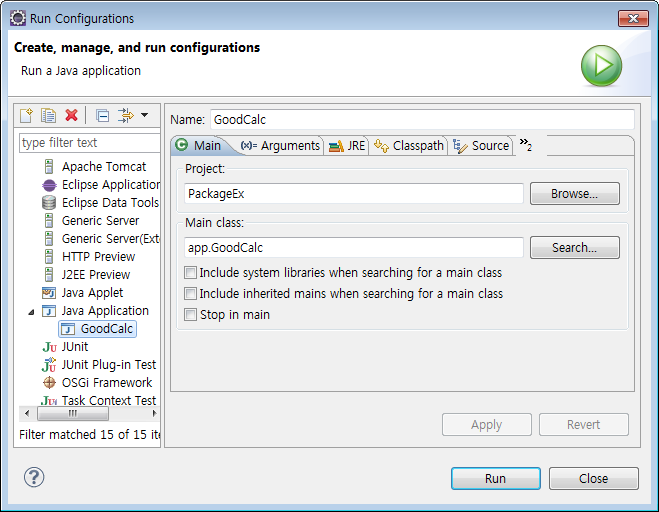 Run Configurations
Create, manage, and run configurations
Run a Java application
type filter text
Apache Tomcat
Eclipse Application
Eclipse Data Tools
Generic Server
Generic Server(Exte
HTTP Preview
J2EE Preview
Java Applet
Java Application
GoodCalc
JUnit
JUnit Plug-in Test
OSGi Framework
Task Context Test
Filter matched 15 of 15 ite
Name: GoodCalc
Main (x)= Arguments JRE Classpath Source »2
Project:
PackageEx Browse...
Main class:
app.GoodCalc Search...
Include system libraries when searching for a main class
Include inherited mains when searching for a main class
Stop in main
Apply Revert
Run Close